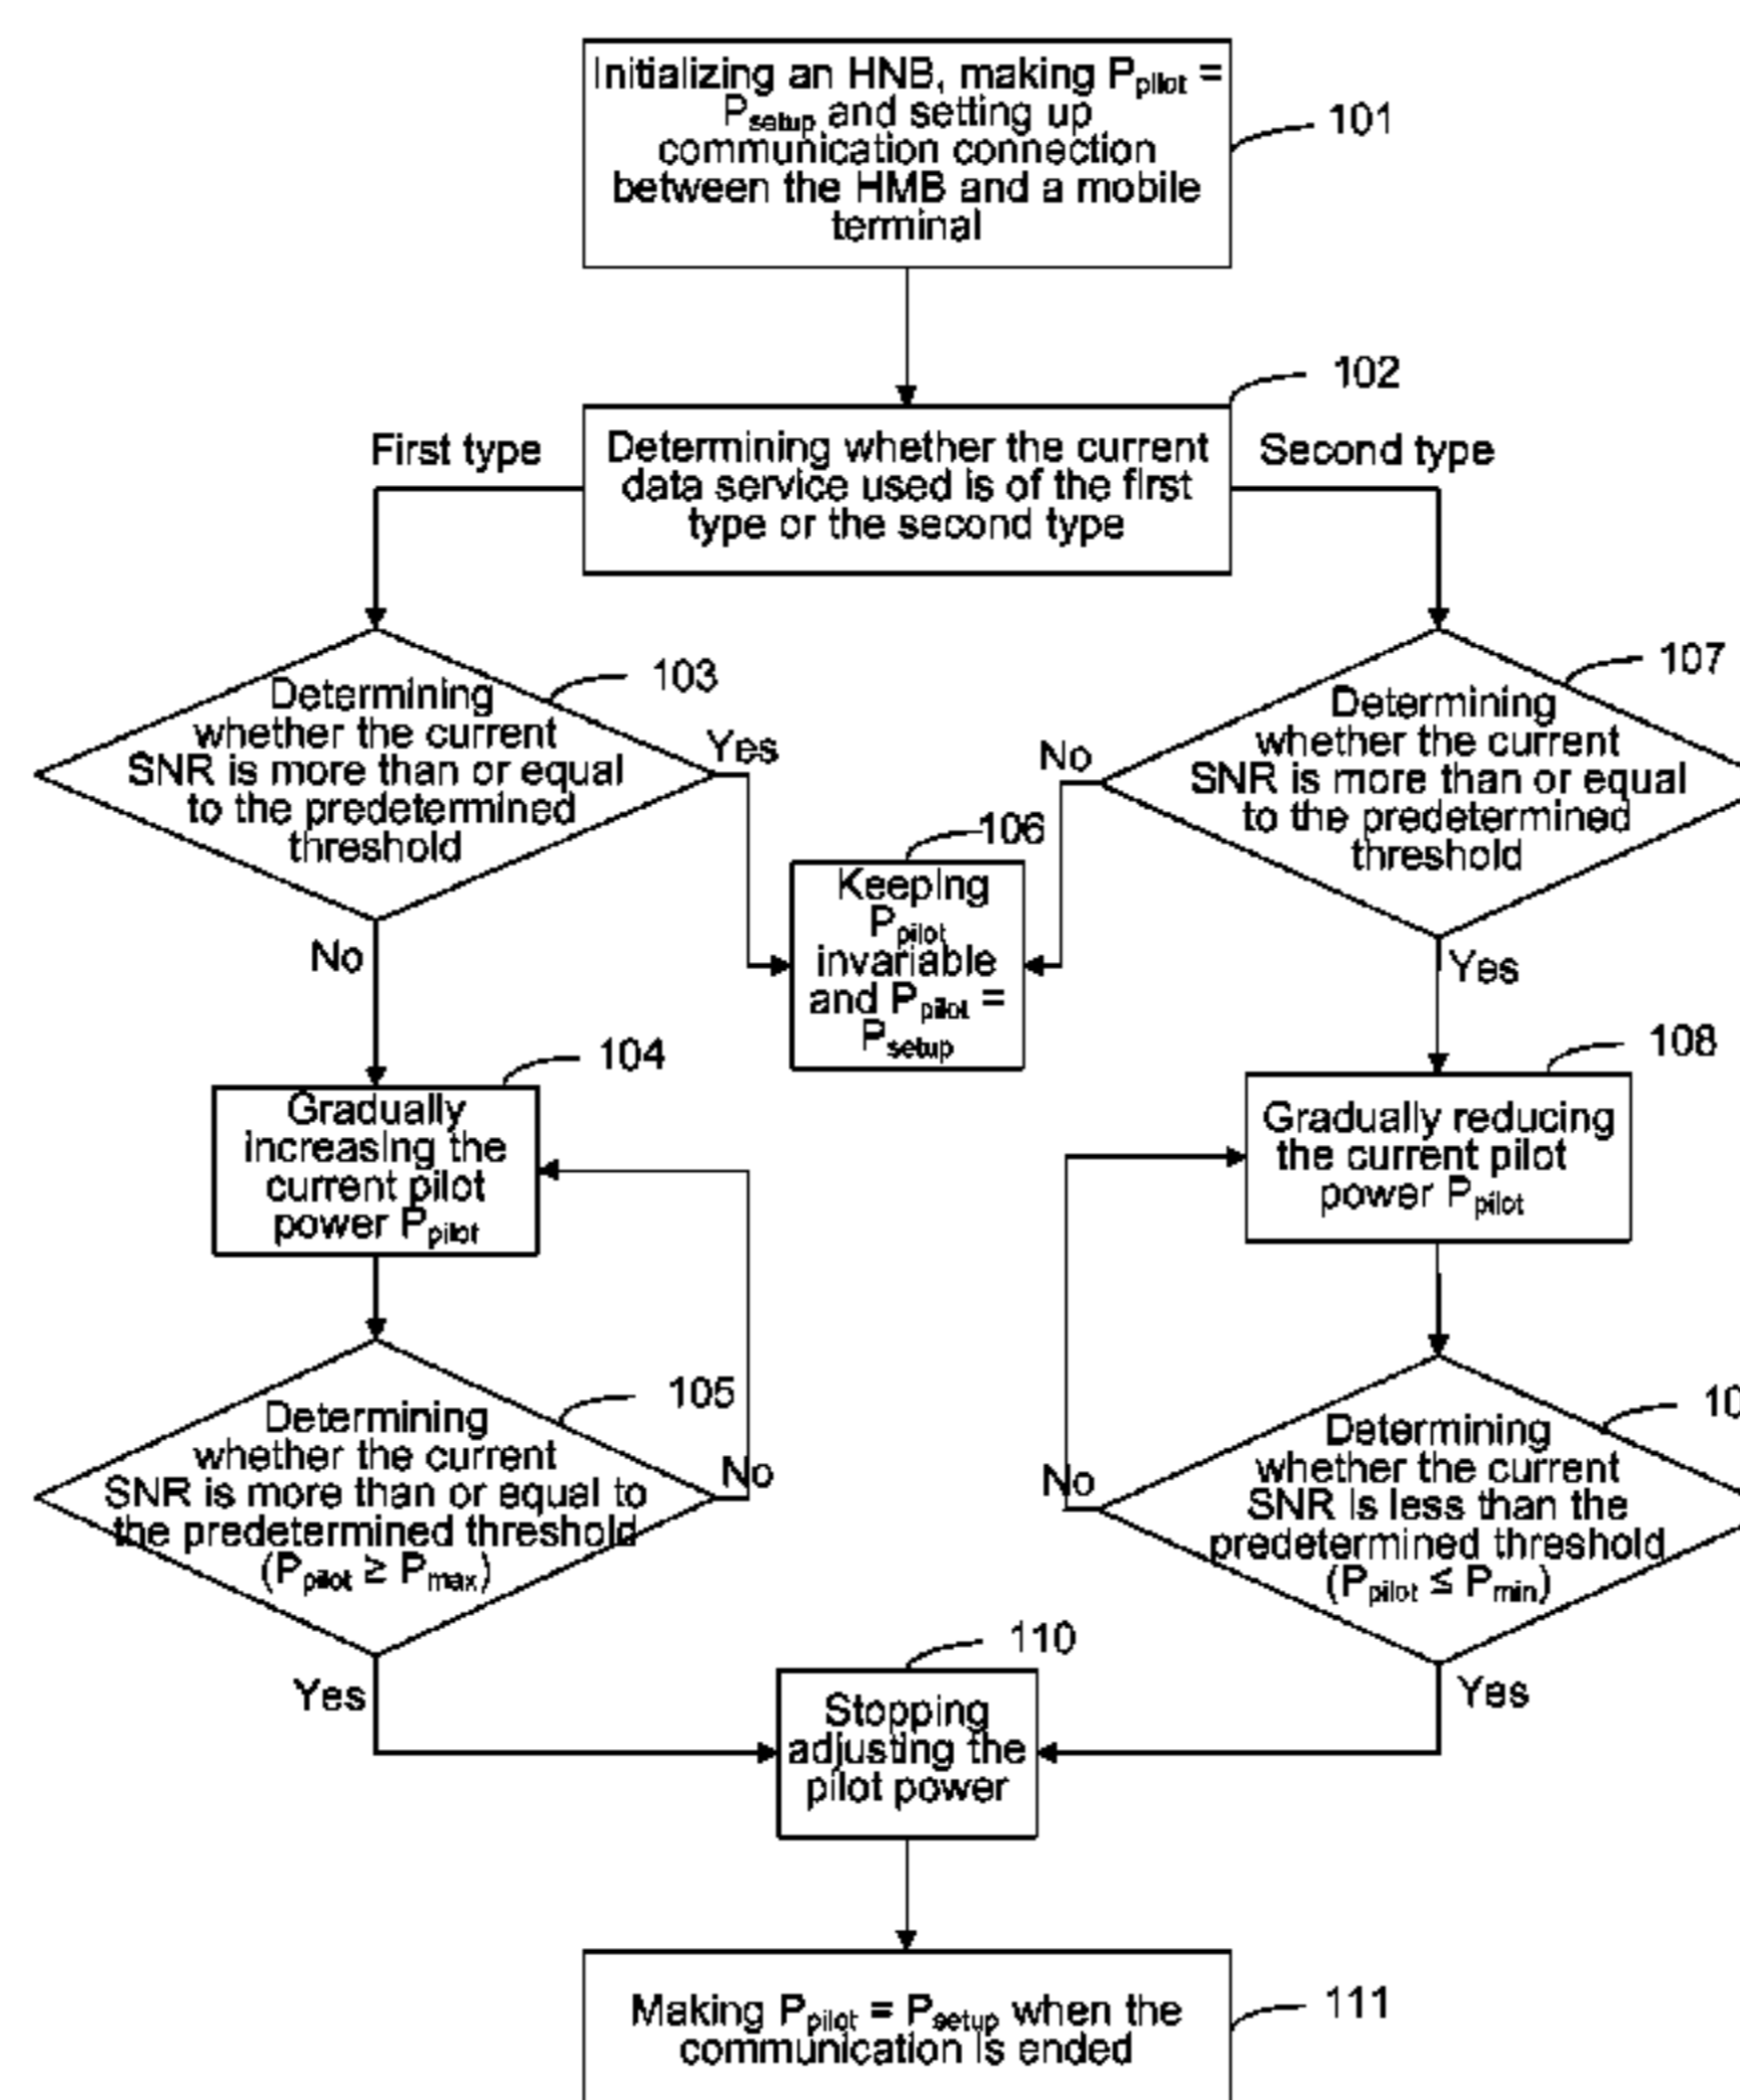 Initializing an HNB, making Ppilot =
Psetup and setting up
communication connection
between the HMB and a mobile
terminal
101
102
First type
Determining whether the current
data service used is of the first
type or the second type
Second type
103
Determining
whether the current
SNR is more than or equal
to the predetermined
threshold
Yes
No
107
Determining
whether the current
SNR is more than or equal
to the predetermined
threshold
No
Yes
106
Keeping
Ppilot
invariable
and Ppilot =
Psetup
104
Gradually
increasing the
current pilot
power Ppilot
108
Gradually reducing
the current pilot
power Ppilot
105
Determining
whether the current
SNR is more than or equal to
the predetermined threshold
(Ppilot ≥ Pmax)
No
Yes
Determining
whether the current
SNR is less than the
predetermined threshold
(Ppilot ≤ Pmin)
No
Yes
110
Stopping
adjusting the
pilot power
Making Ppilot = Psetup when the
communication is ended
111